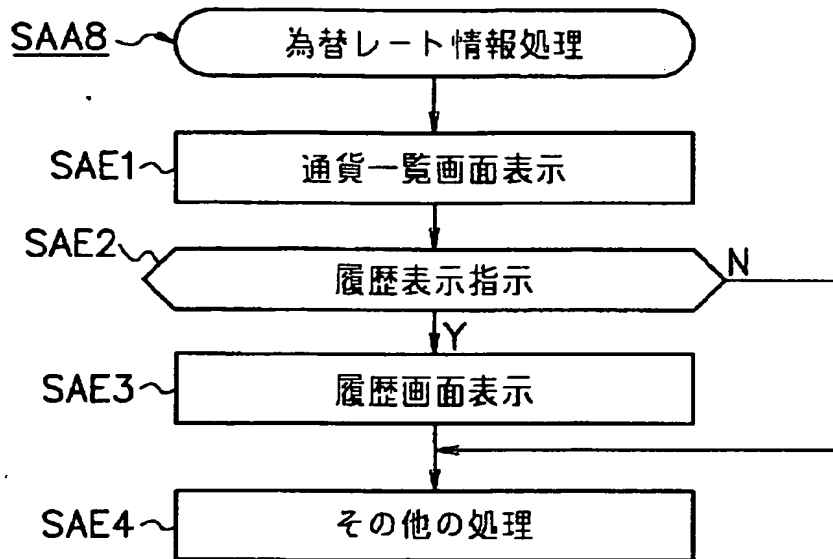 SAA8 為替レート情報処理
SAE1 通貨一覧画面表示
SAE2 履歴表示指示 N
Y
SAE3 履歴画面表示
SAE4 その他の処理